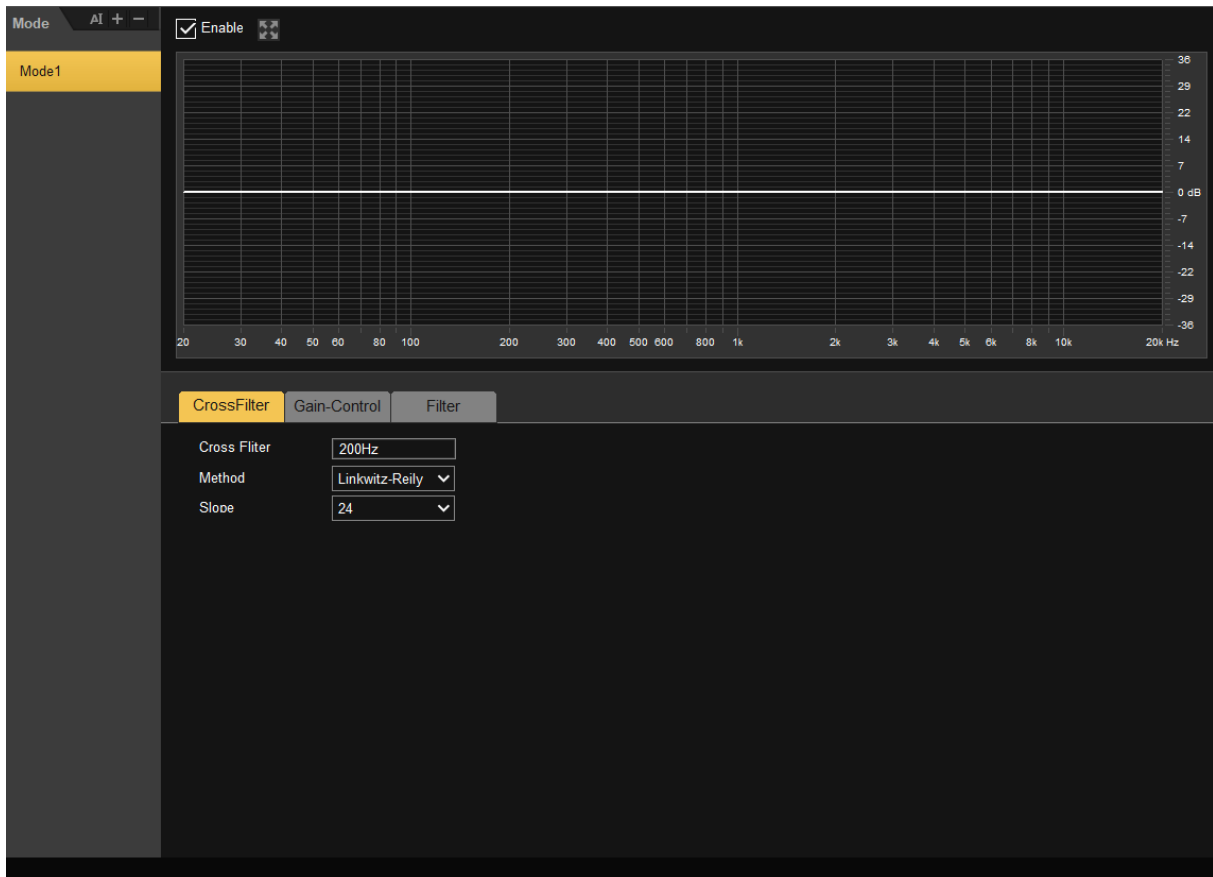 Mode AI + −
Mode1
Enable
36
29
22
14
7
0 dB
-7
-14
-22
-29
-36
20 30 40 50 60 80 100 200 300 400 500 600 800 1k 2k 3k 4k 5k 6k 8k 10k 20k Hz
CrossFilter Gain-Control Filter
Cross Fliter 200Hz
Method Linkwitz-Reily
Slope 24